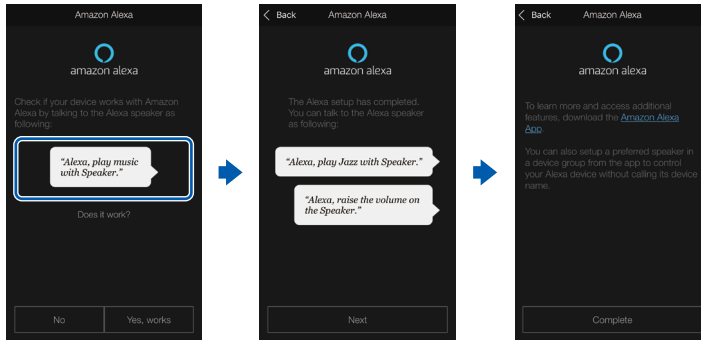 Amazon Alexa
amazon alexa
Check if your device works with Amazon
Alexa by talking to the Alexa speaker as
following:
"Alexa, play music
with Speaker."
Does it work?
No
Yes, works
Back
Amazon Alexa
amazon alexa
The Alexa setup has completed.
You can talk to the Alexa speaker
as following:
"Alexa, play Jazz with Speaker."
"Alexa, raise the volume on
the Speaker."
Next
Back
Amazon Alexa
amazon alexa
To learn more and access additional
features, download the Amazon Alexa
App.
You can also setup a preferred speaker in
a device group from the app to control
your Alexa device without calling its device
name.
Complete